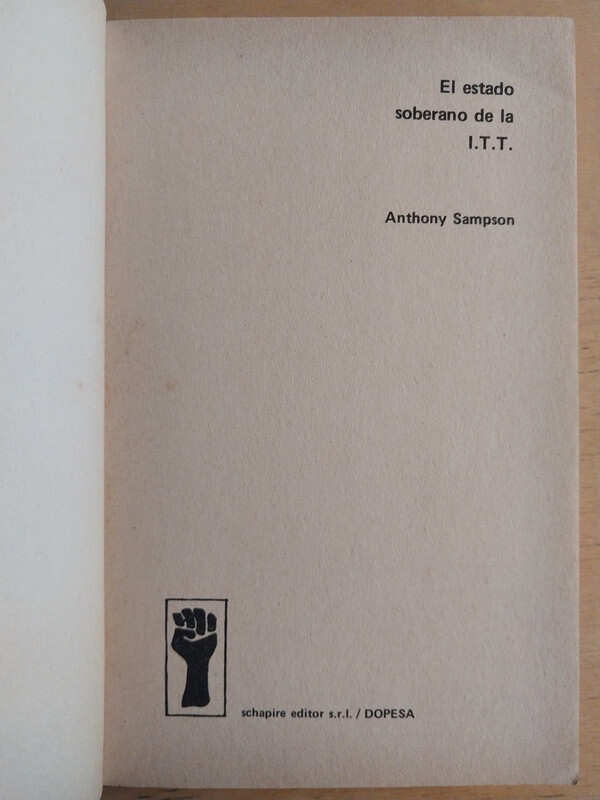 El estado
soberano de la
I.T.T.
Anthony Sampson
schapire editor s.r.l. / DOPESA